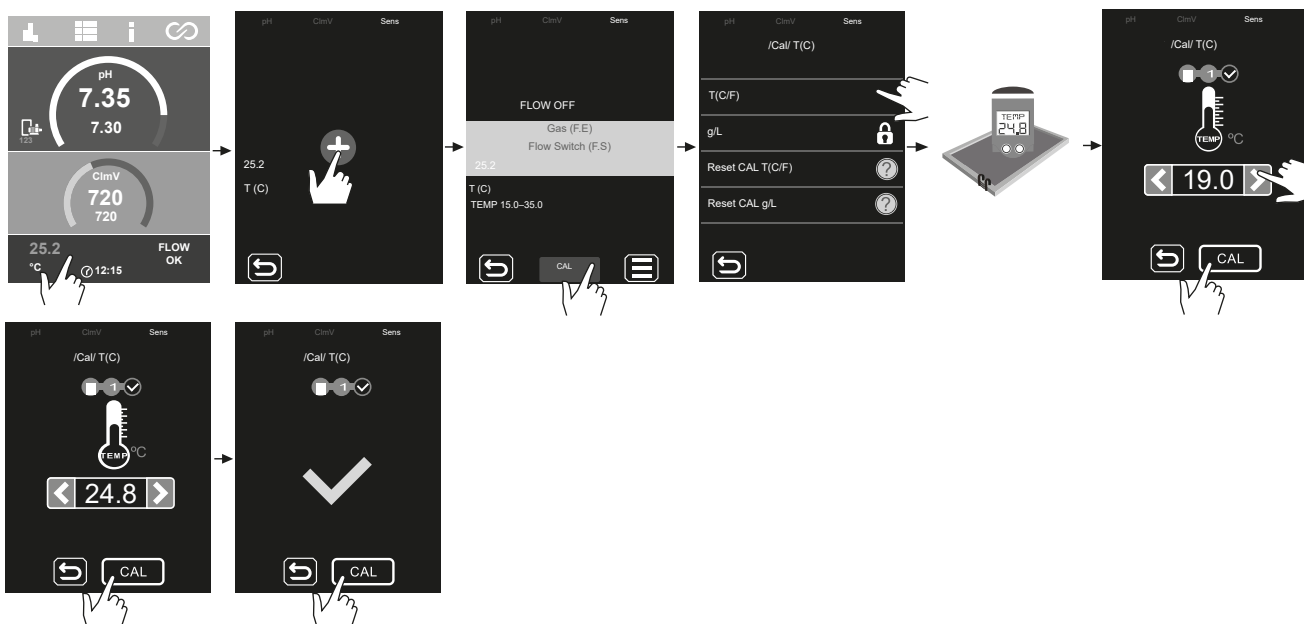 pH
7.35
7.30
123
ClmV
720
720
25.2
°C
12:15
FLOW
OK
pH ClmV Sens
25.2
T (C)
pH ClmV Sens
FLOW OFF
Gas (F.E)
Flow Switch (F.S)
25.2
T (C)
TEMP 15.0–35.0
CAL
pH ClmV Sens
/Cal/ T(C)
T(C/F)
g/L
Reset CAL T(C/F)
?
Reset CAL g/L
?
TEMP
24.8
pH ClmV Sens
/Cal/ T(C)
1
TEMP
°C
19.0
CAL
pH ClmV Sens
/Cal/ T(C)
1
TEMP
°C
24.8
CAL
pH ClmV Sens
/Cal/ T(C)
1
CAL